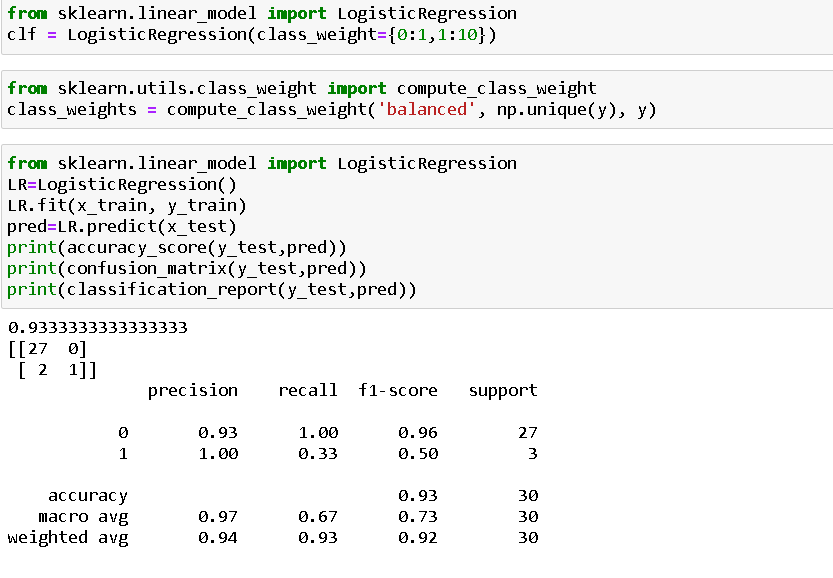 from sklearn.linear_model import LogisticRegression
clf = LogisticRegression(class_weight={0:1,1:10})
from sklearn.utils.class_weight import compute_class_weight
class_weights = compute_class_weight('balanced', np.unique(y), y)
from sklearn.linear_model import LogisticRegression
LR=LogisticRegression()
LR.fit(x_train, y_train)
pred=LR.predict(x_test)
print(accuracy_score(y_test,pred))
print(confusion_matrix(y_test,pred))
print(classification_report(y_test,pred))
0.9333333333333333
[[27  0]
 [ 2  1]]
              precision    recall  f1-score   support
           0       0.93      1.00      0.96        27
           1       1.00      0.33      0.50         3
    accuracy                           0.93        30
   macro avg       0.97      0.67      0.73        30
weighted avg       0.94      0.93      0.92        30